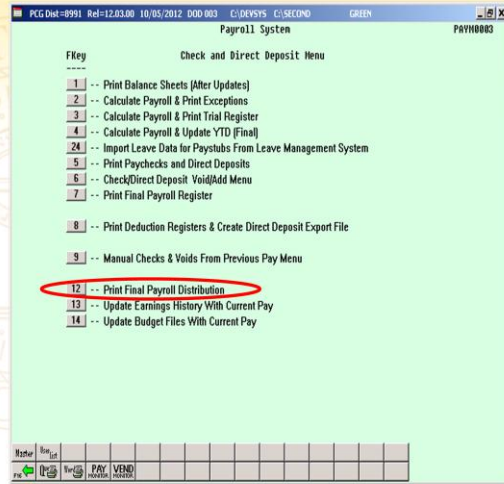 PCG Dist=8991 Rel=12.03.00 10/05/2012 DOD 003 C:\DEVSYS C:\SECOND GREEN
Payroll System PAYM0003
FKey Check and Direct Deposit Menu
----
1 -- Print Balance Sheets (After Updates)
2 -- Calculate Payroll & Print Exceptions
3 -- Calculate Payroll & Print Trial Register
4 -- Calculate Payroll & Update YTD (Final)
24 -- Import Leave Data for Paystubs From Leave Management System
5 -- Print Paychecks and Direct Deposits
6 -- Check/Direct Deposit Void/Add Menu
7 -- Print Final Payroll Register
8 -- Print Deduction Registers & Create Direct Deposit Export File
9 -- Manual Checks & Voids From Previous Pay Menu
12 -- Print Final Payroll Distribution
13 -- Update Earnings History With Current Pay
14 -- Update Budget Files With Current Pay
Master User list
F16 Word PAY MONITOR VEND MONITOR